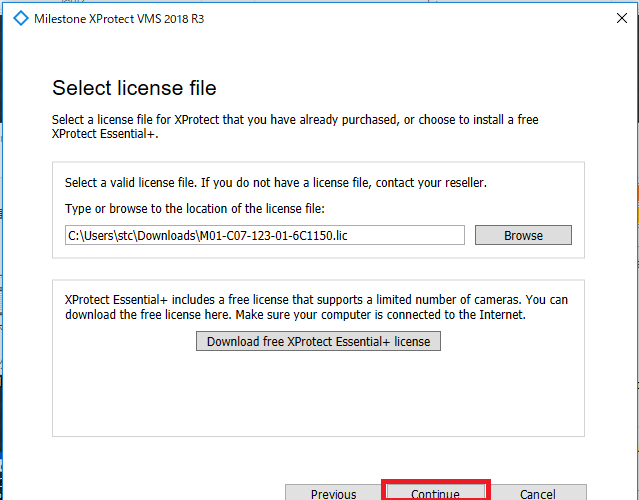 Milestone XProtect VMS 2018 R3
Select license file
Select a license file for XProtect that you have already purchased, or choose to install a free
XProtect Essential+.
Select a valid license file. If you do not have a license file, contact your reseller.
Type or browse to the location of the license file:
C:\Users\stc\Downloads\M01-C07-123-01-6C1150.lic
Browse
XProtect Essential+ includes a free license that supports a limited number of cameras. You can
download the free license here. Make sure your computer is connected to the Internet.
Download free XProtect Essential+ license
Previous
Continue
Cancel